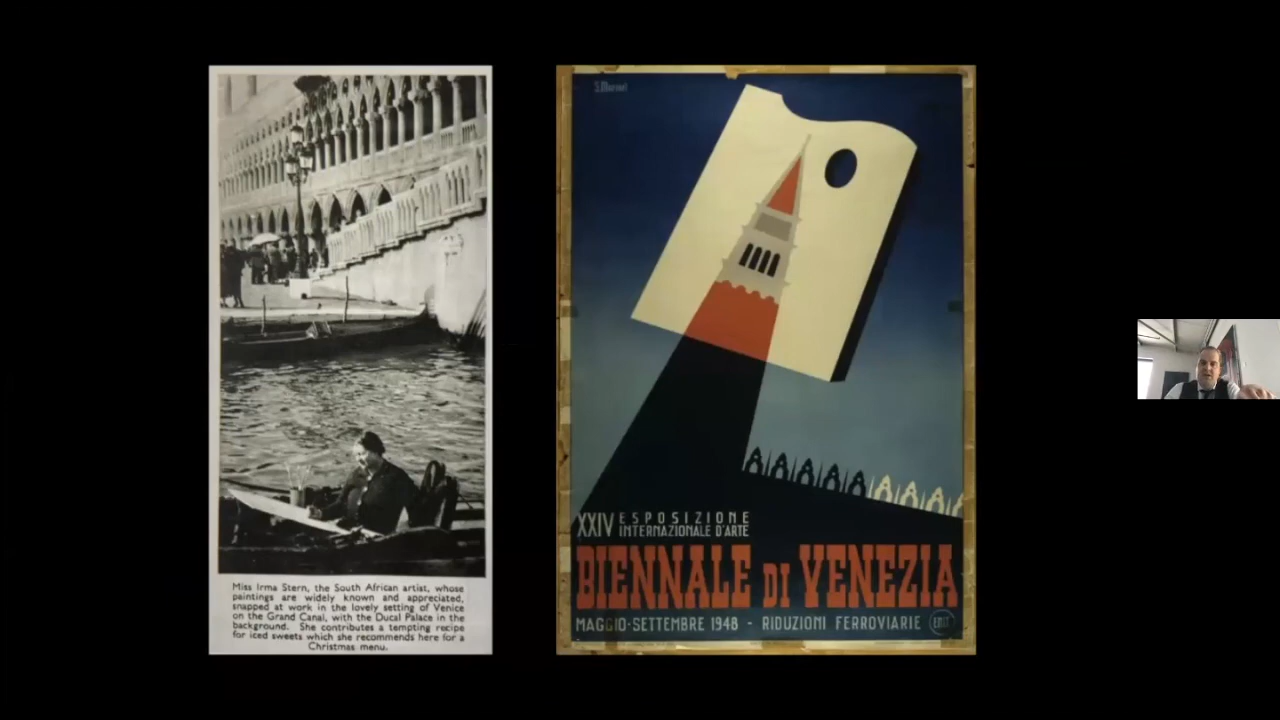 Miss Irma Stern, the South African artist, whose
paintings are widely known and appreciated,
snapped at work in the lovely setting of Venice
on the Grand Canal, with the Ducal Palace in the
background. She contributes a tempting recipe
for iced sweets which she recommends here for a
Christmas menu.
XXIV ESPOSIZIONE
INTERNAZIONALE D'ARTE
BIENNALE DI VENEZIA
MAGGIO-SETTEMBRE 1948 - RIDUZIONI FERROVIARIE